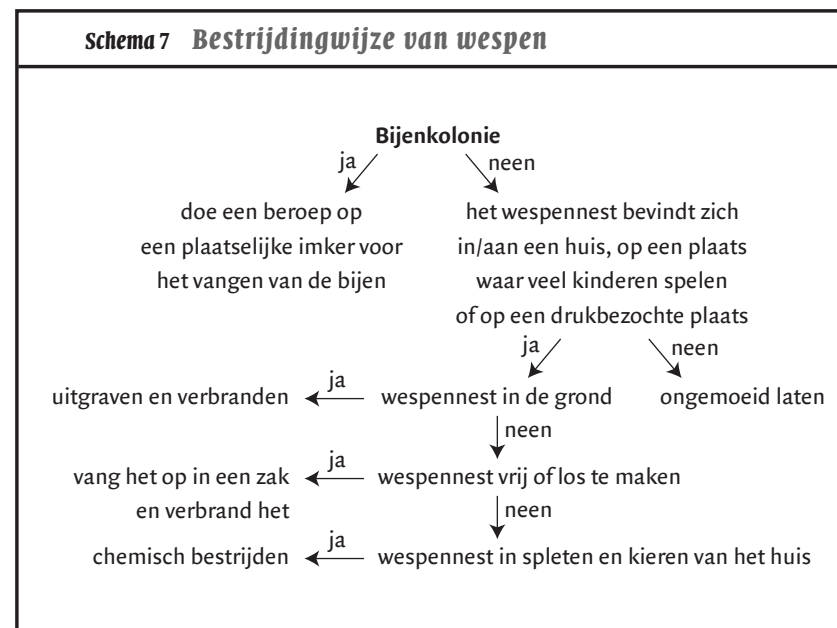 Schema 7 Bestrijdingwijze van wespen
Bijenkolonie
ja
neen
doe een beroep op
een plaatselijke imker voor
het vangen van de bijen
het wespennest bevindt zich
in/aan een huis, op een plaats
waar veel kinderen spelen
of op een drukbezochte plaats
ja
neen
uitgraven en verbranden
ja
wespennest in de grond
ongemoeid laten
neen
vang het op in een zak
en verbrand het
ja
wespennest vrij of los te maken
neen
chemisch bestrijden
ja
wespennest in spleten en kieren van het huis